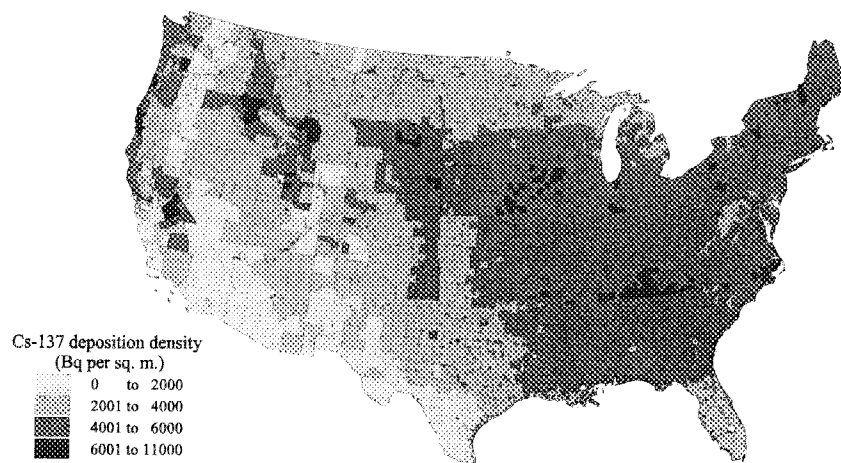 Cs-137 deposition density
(Bq per sq. m.)
0 to 2000
2001 to 4000
4001 to 6000
6001 to 11000